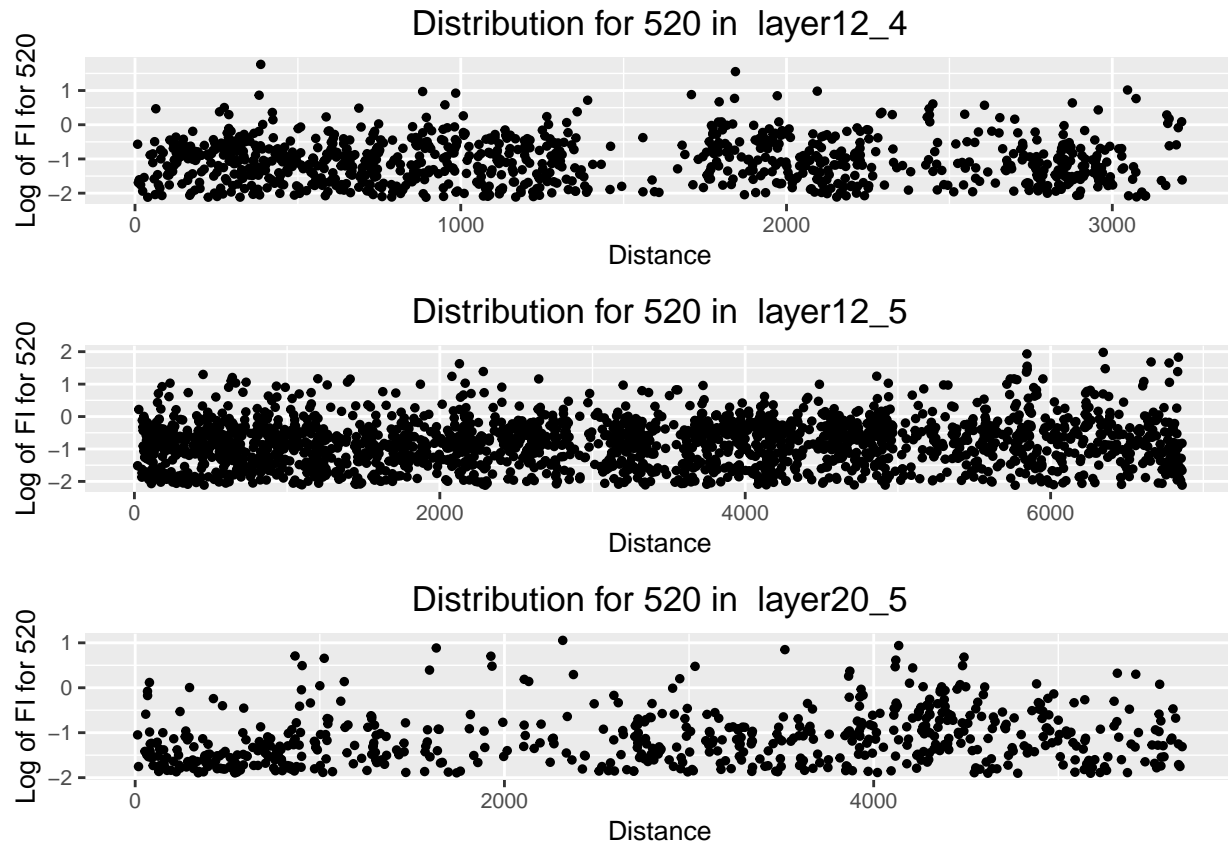 Distribution for 520 in  layer12_4
Log of FI for 520
1
0
−1
−2
0 1000 2000 3000
Distance
Distribution for 520 in  layer12_5
Log of FI for 520
2
1
0
−1
−2
0 2000 4000 6000
Distance
Distribution for 520 in  layer20_5
Log of FI for 520
1
0
−1
−2
0 2000 4000
Distance